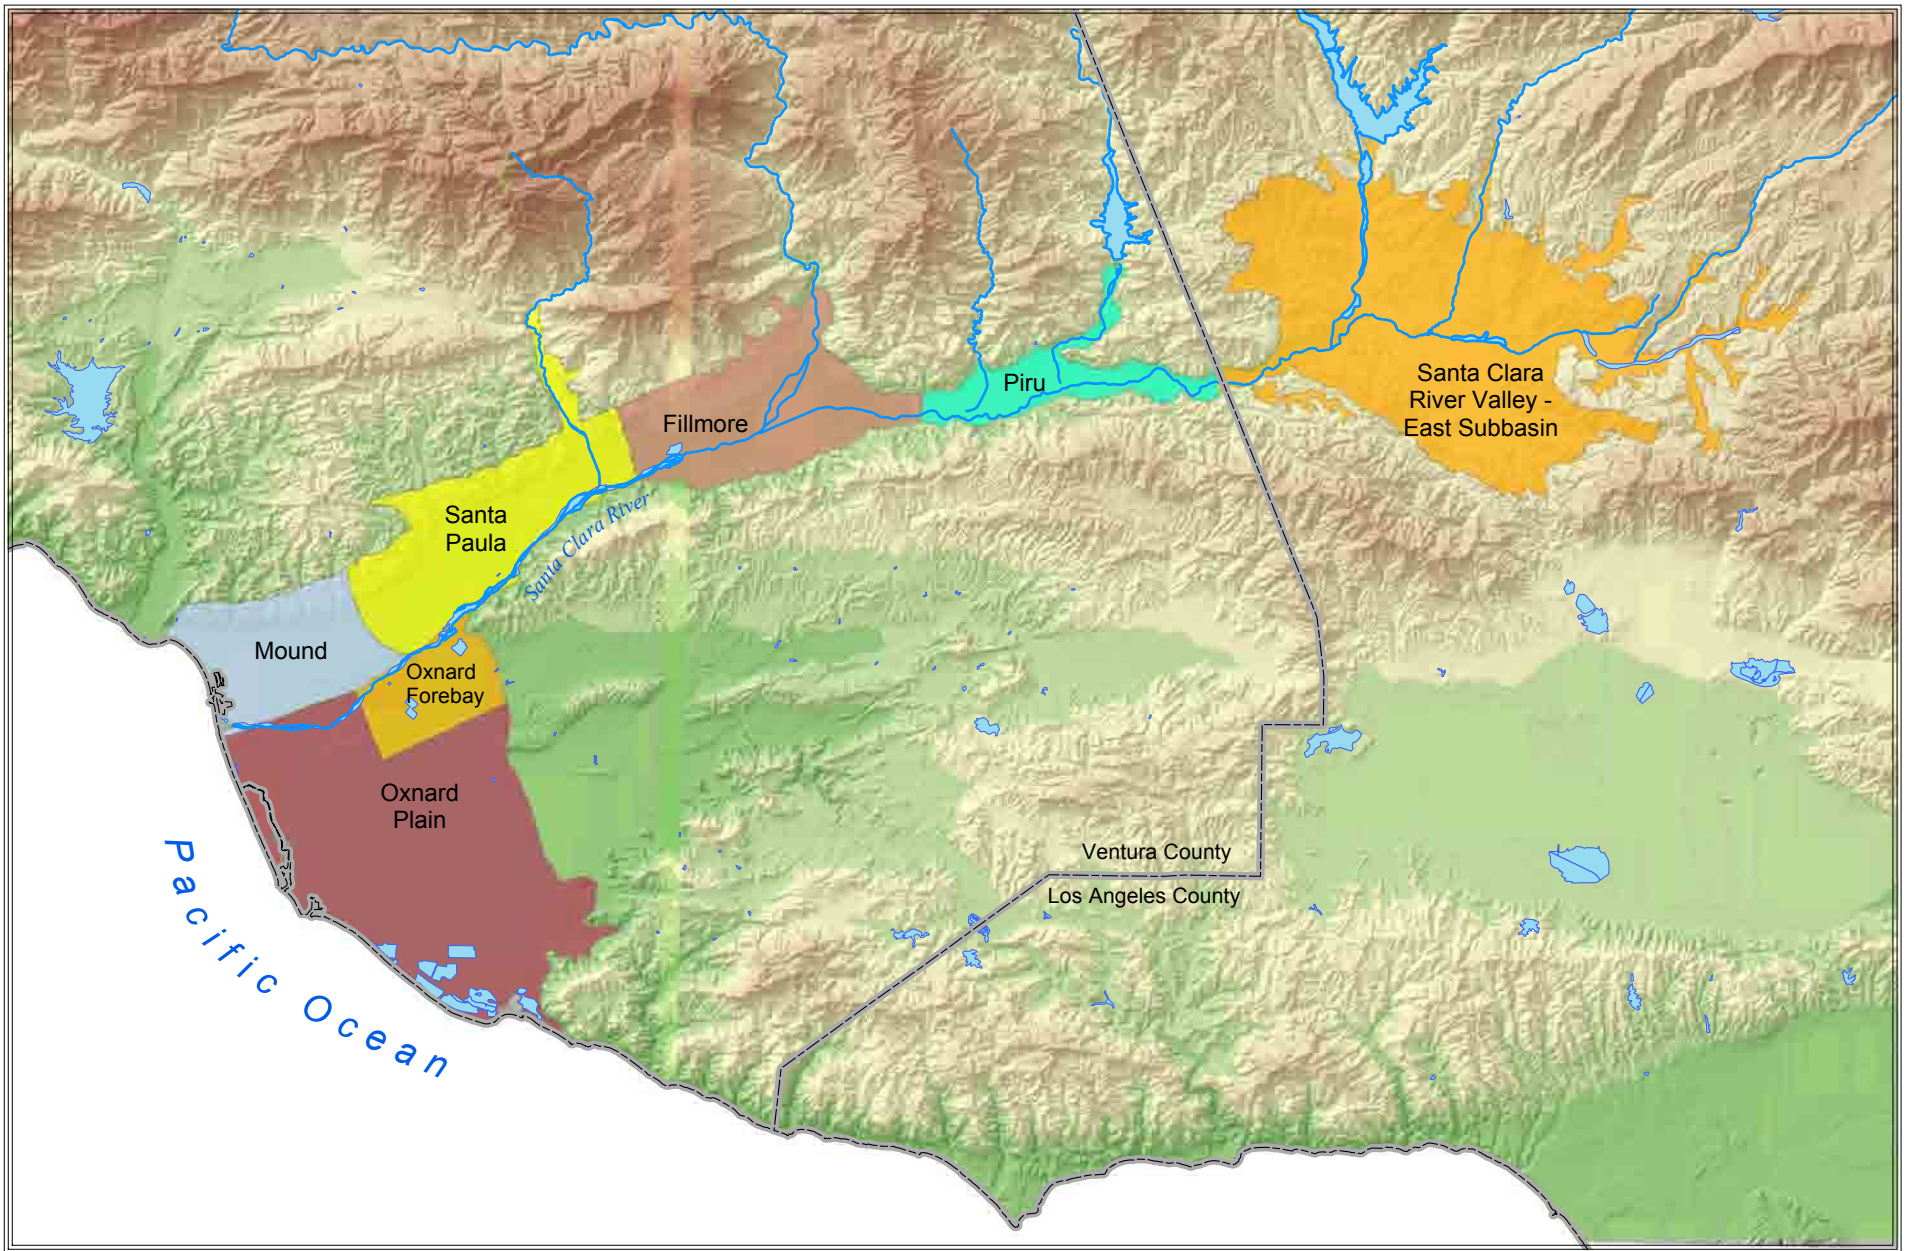 Santa Clara
River Valley -
East Subbasin
Piru
Fillmore
Santa
Paula
Santa Clara River
Mound
Oxnard
Forebay
Oxnard
Plain
Ventura County
Los Angeles County
Pacific Ocean